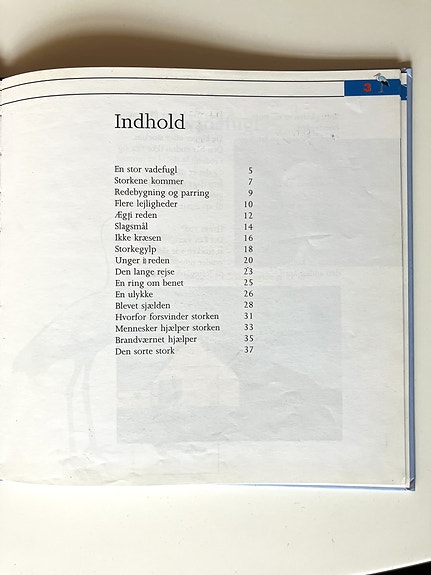 3
Indhold
En stor vadefugl 5
Storkene kommer 7
Redebygning og parring 9
Flere lejligheder 10
Æg i reden 12
Slagsmål 14
Ikke kræsen 16
Storkegylp 18
Unger i reden 20
Den lange rejse 23
En ring om benet 25
En ulykke 26
Blevet sjælden 28
Hvorfor forsvinder storken 31
Mennesker hjælper storken 33
Brandværnet hjælper 35
Den sorte stork 37